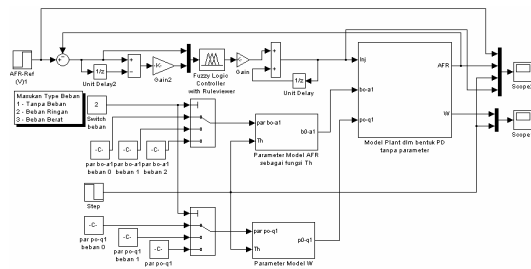 AFR-Ref
(V)1
Unit Delay2
1/z
-K-
Gain2
Fuzzy Logic
Controller
with Ruleviewer
-K-
Gain
1/z
Unit Delay
Masukan Type Beban
1 - Tanpa Beban
2 - Beban Ringan
3 - Beban Berat
2
Switch
beban
-C-
par bo-a1
beban 0
-C-
par bo-a1
beban 1
-C-
par bo-a1
beban 2
par bo-a1
Th
b0-a1
Parameter Model AFR
sebagai fungsi Th
Inj
bo-a1
po-q1
AFR
W
Model Plant dlm bentuk PD
tanpa parameter
Scope2
Scope
Step
-C-
par po-q1
beban 0
-C-
par po-q1
beban 1
-C-
par po-q1
par po-q1
Th
p0-q1
Parameter Model W